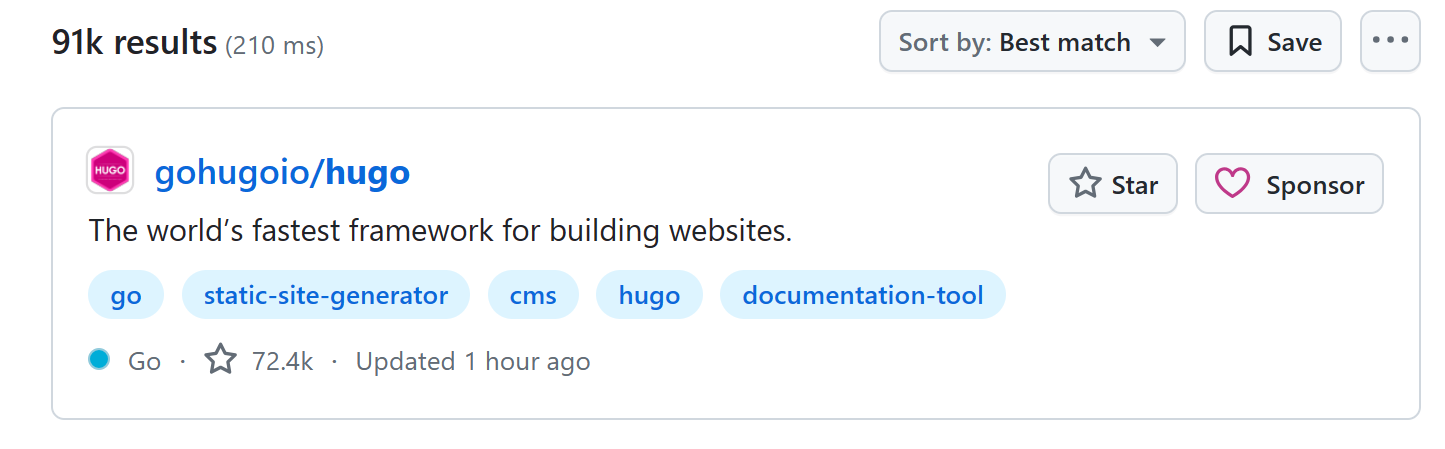 91k results (210 ms)
Sort by: Best match
Save
HUGO
gohugoio/hugo
Star
Sponsor
The world’s fastest framework for building websites.
go static-site-generator cms hugo documentation-tool
Go · 72.4k · Updated 1 hour ago